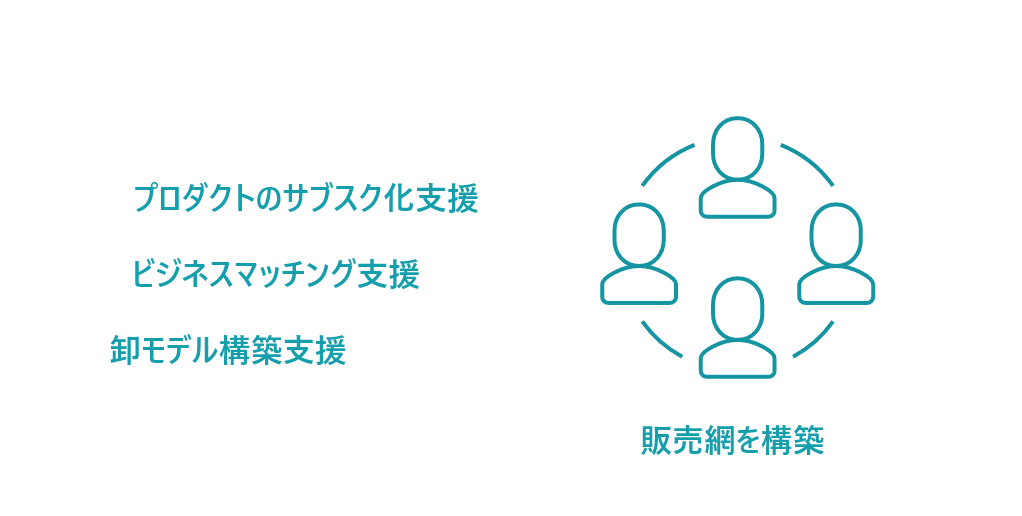 プロダクトのサブスク化支援
ビジネスマッチング支援
卸モデル構築支援
販売網を構築